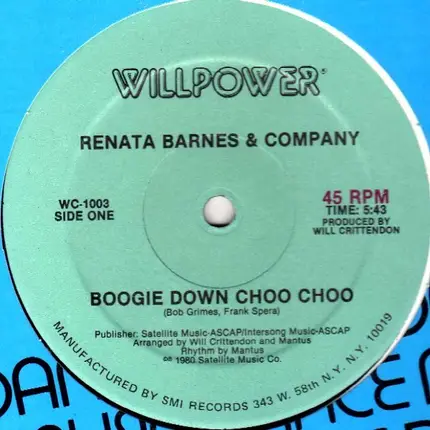 WILLPOWER®
RENATA BARNES & COMPANY
WC-1003
SIDE ONE
45 RPM
TIME: 5:43
PRODUCED BY
WILL CRITTENDON
BOOGIE DOWN CHOO CHOO
(Bob Grimes, Frank Spera)
Publisher: Satellite Music-ASCAP/Intersong Music-ASCAP
Arranged by Will Crittendon and Mantus
Rhythm by Mantus
℗ 1980 Satellite Music Co.
MANUFACTURED BY SMI RECORDS 343 W. 58th N.Y. N.Y. 10019